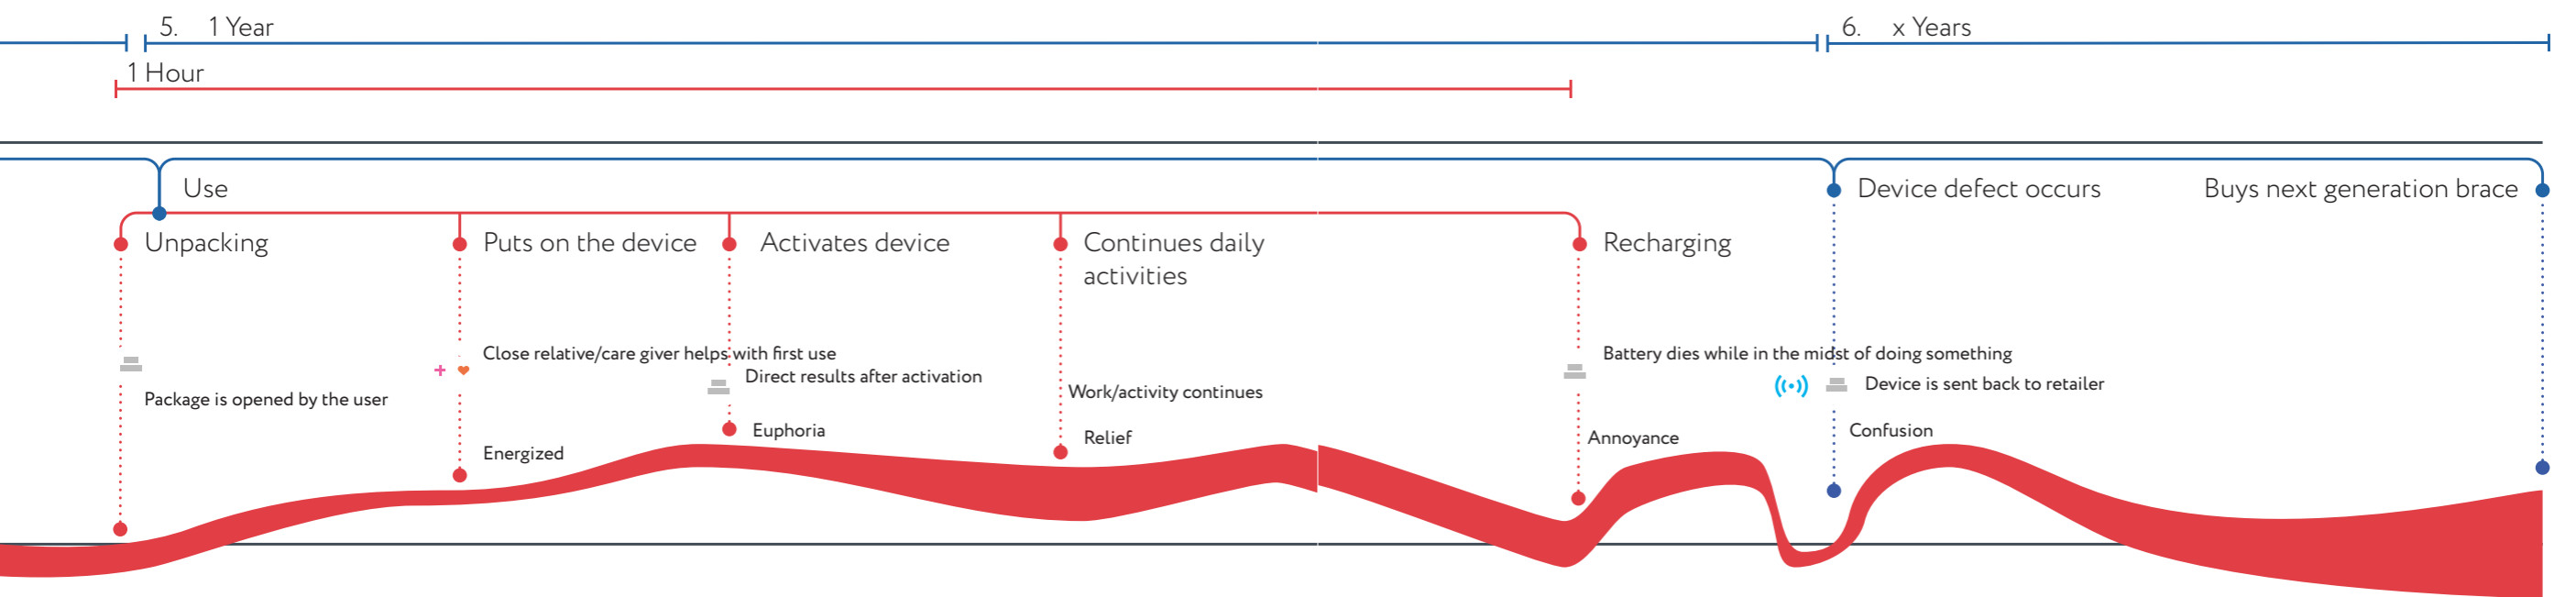 5. 1 Year
6. x Years
1 Hour
Use
Device defect occurs
Buys next generation brace
Unpacking
Puts on the device
Activates device
Continues daily
activities
Recharging
Close relative/care giver helps with first use
Battery dies while in the midst of doing something
Direct results after activation
Device is sent back to retailer
Package is opened by the user
Work/activity continues
Euphoria
Confusion
Relief
Annoyance
Energized